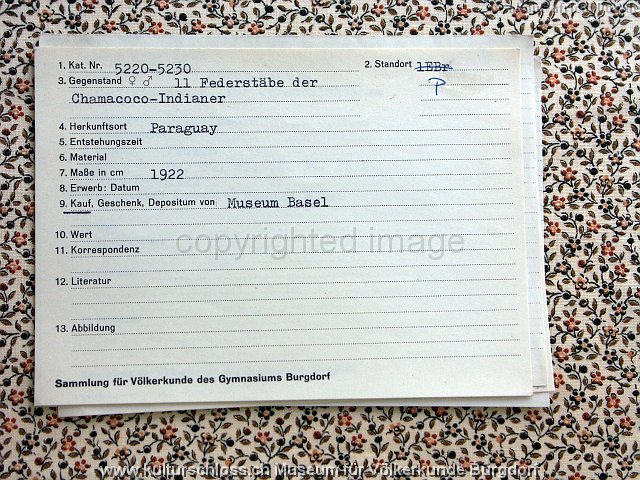 1. Kat. Nr. 5220-5230 2. Standort 1EBr.
3. Gegenstand ♀ ♂ 11 Federstäbe der P
Chamacoco-Indianer
4. Herkunftsort Paraguay
5. Entstehungszeit
6. Material
7. Maße in cm 1922
8. Erwerb: Datum
9. Kauf, Geschenk, Depositum von Museum Basel
10. Wert
copyrighted image
11. Korrespondenz
12. Literatur
13. Abbildung
Sammlung für Völkerkunde des Gymnasiums Burgdorf
www.kulturschloss.ch Museum für Völkerkunde Burgdorf